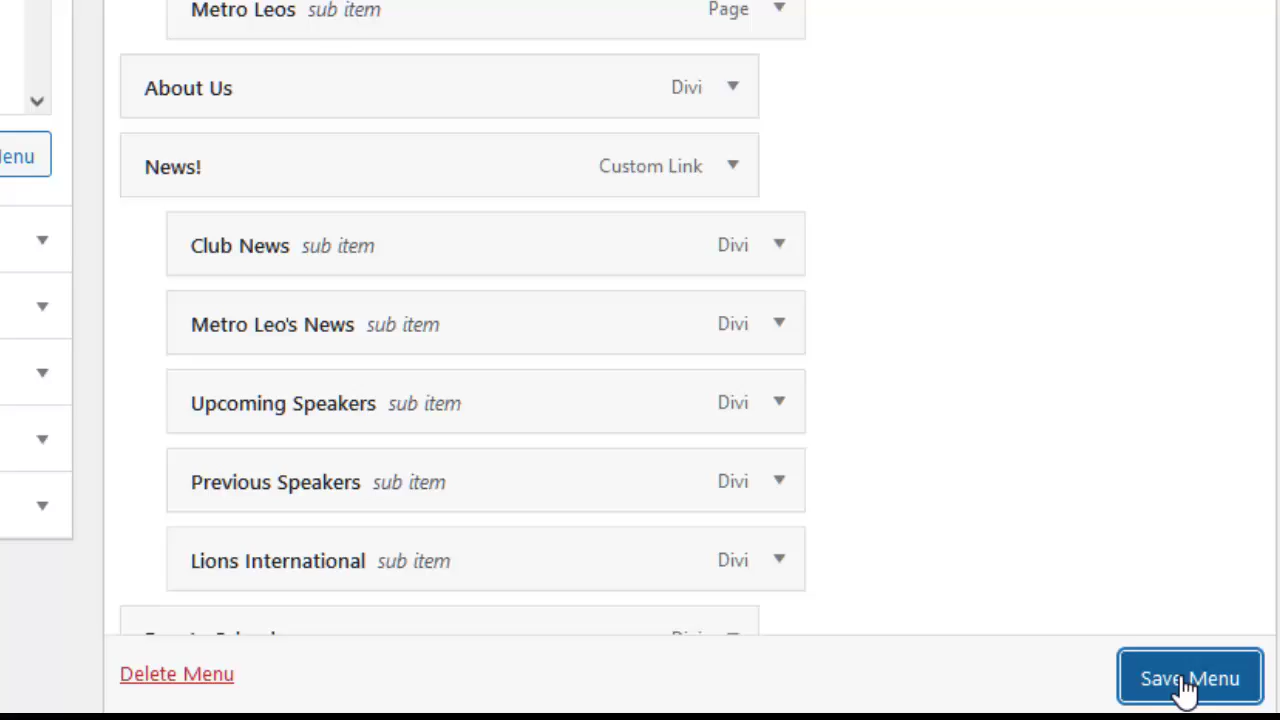 Metro Leos sub item Page
About Us Divi
enu
News! Custom Link
Club News sub item Divi
Metro Leo's News sub item Divi
Upcoming Speakers sub item Divi
Previous Speakers sub item Divi
Lions International sub item Divi
Delete Menu
Save Menu